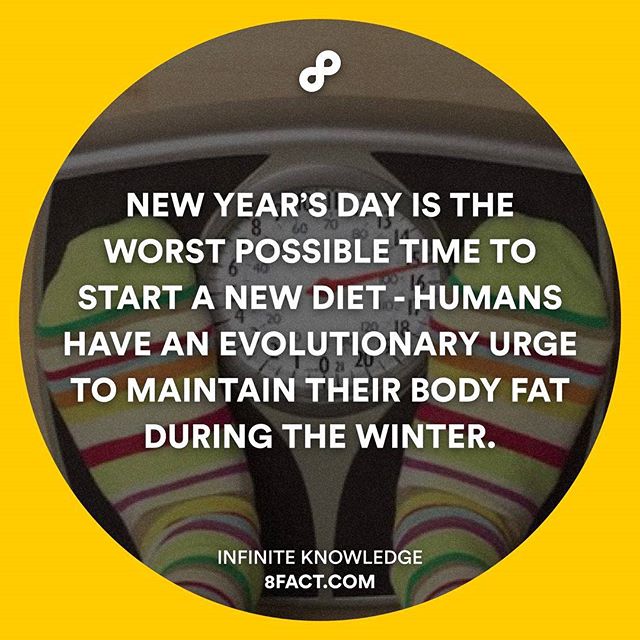 NEW YEAR'S DAY IS THE
WORST POSSIBLE TIME TO
START A NEW DIET - HUMANS
HAVE AN EVOLUTIONARY URGE
TO MAINTAIN THEIR BODY FAT
DURING THE WINTER.
INFINITE KNOWLEDGE
8FACT.COM